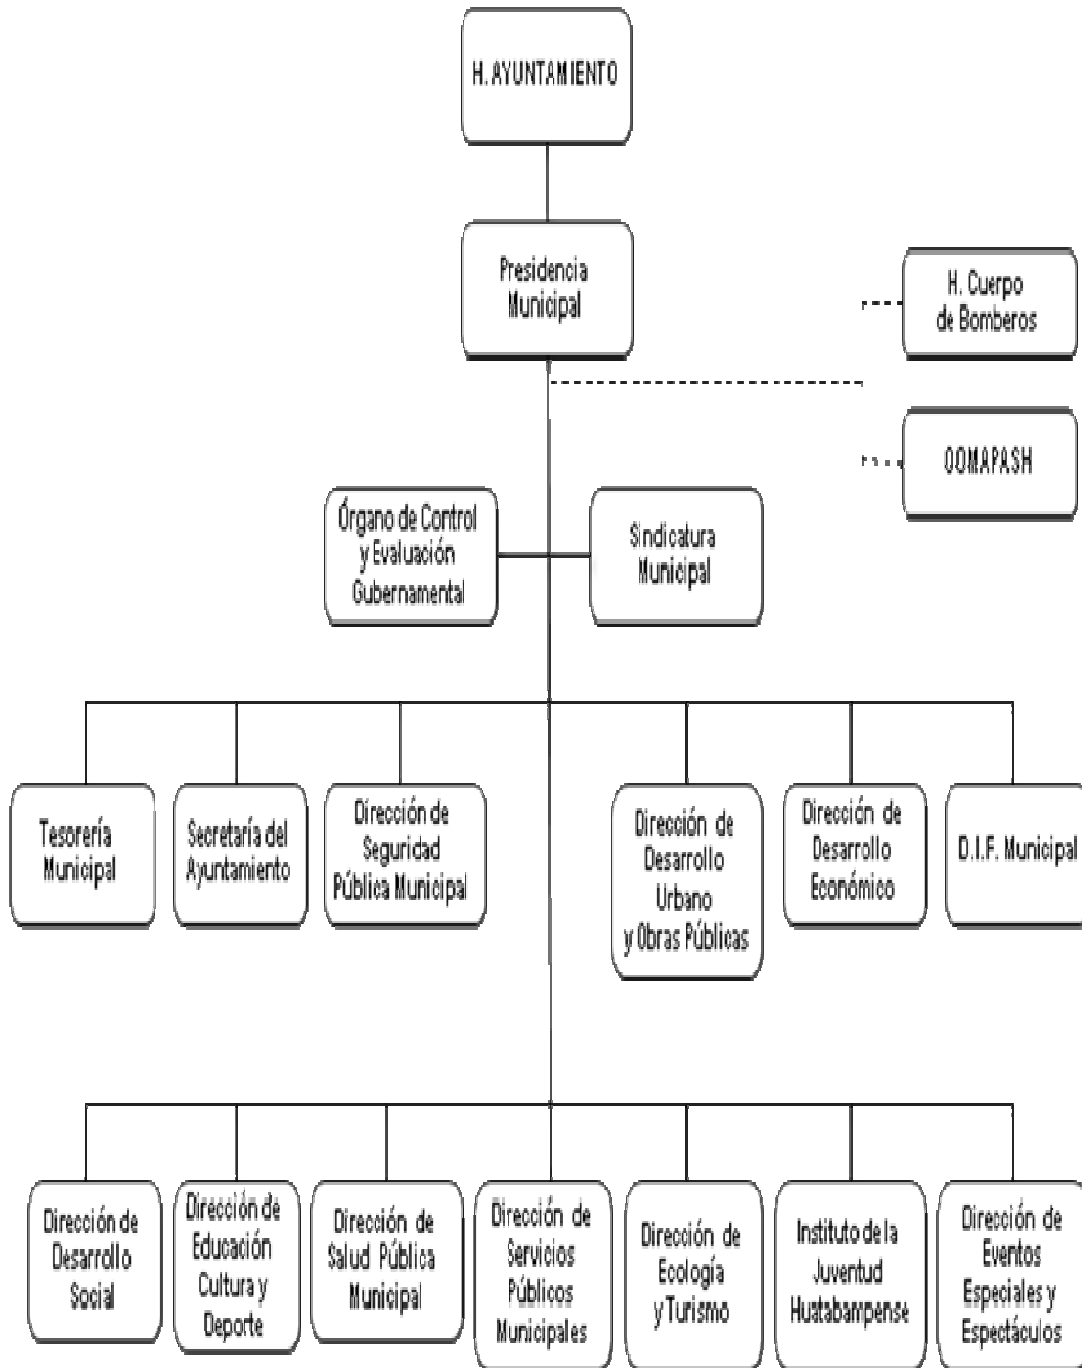 H. AYUNTAMIENTO
Presidencia
Municipal
H. Cuerpo
de Bomberos
OOMAPASH
Órgano de Control
y Evaluación
Gubernamental
Sindicatura
Municipal
Tesorería
Municipal
Secretaría del
Ayuntamiento
Dirección de
Seguridad
Pública Municipal
Dirección de
Desarrollo
Urbano
y Obras Públicas
Dirección de
Desarrollo
Económico
D.I.F. Municipal
Dirección de
Desarrollo
Social
Dirección de
Educación
Cultura y
Deporte
Dirección de
Salud Pública
Municipal
Dirección de
Servicios
Públicos
Municipales
Dirección de
Ecología
y Turismo
Instituto de la
Juventud
Huatabampense
Dirección de
Eventos
Especiales y
Espectáculos